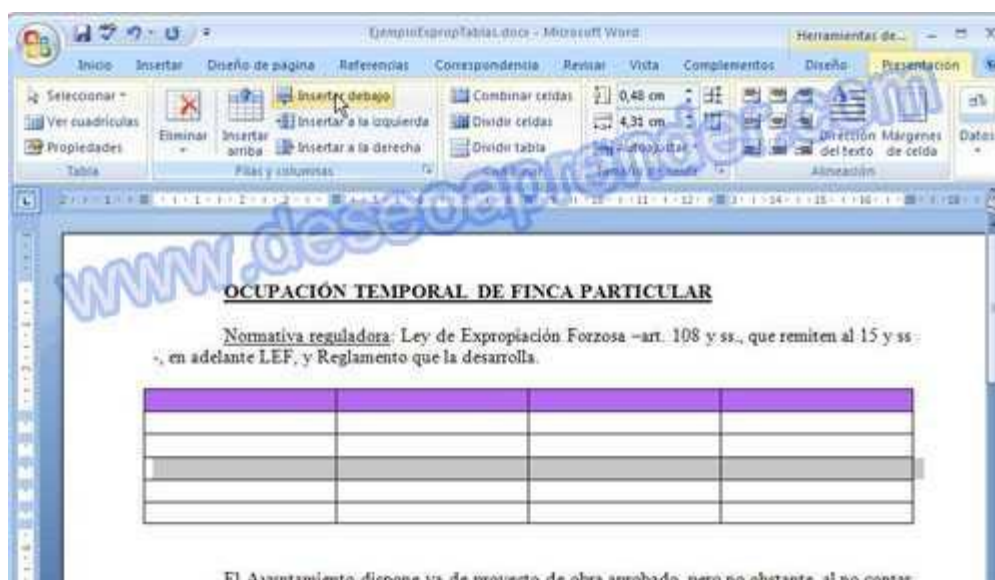 EjemploExpropTablas.docx - Microsoft Word
Herramientas de...
Inicio Insertar Diseño de página Referencias Correspondencia Revisar Vista Complementos Diseño Presentación
Seleccionar
Ver cuadrículas
Propiedades
Tabla
Eliminar
Insertar arriba
Insertar debajo
Insertar a la izquierda
Insertar a la derecha
Filas y columnas
Combinar celdas
Dividir celdas
Dividir tabla
0,48 cm
4,31 cm
Autoajustar
Dirección del texto
Márgenes de celda
Alineación
Datos
www.deseoaprender.com
OCUPACIÓN TEMPORAL DE FINCA PARTICULAR
Normativa reguladora: Ley de Expropiación Forzosa –art. 108 y ss., que remiten al 15 y ss
-, en adelante LEF, y Reglamento que la desarrolla.
El Ayuntamiento dispone ya de proyecto de obra aprobado, pero no obstante, al no contar